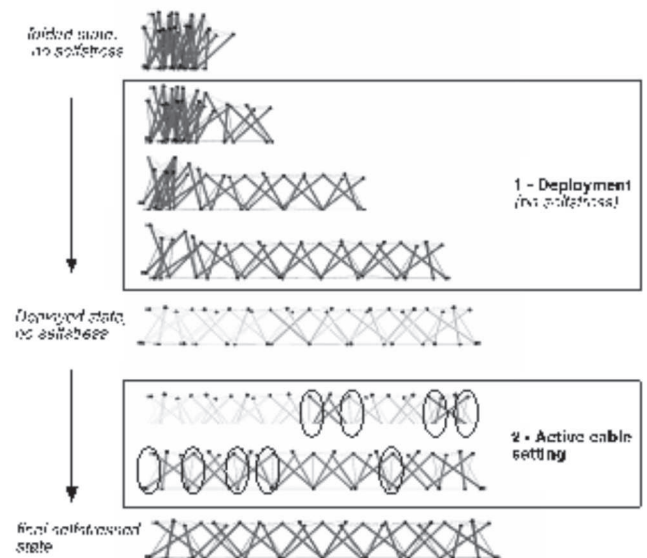 folded state,
no selfstress
1 - Deployment
(no selfstress)
Deployed state,
no selfstress
2 - Active cable
setting
final selfstressed
state